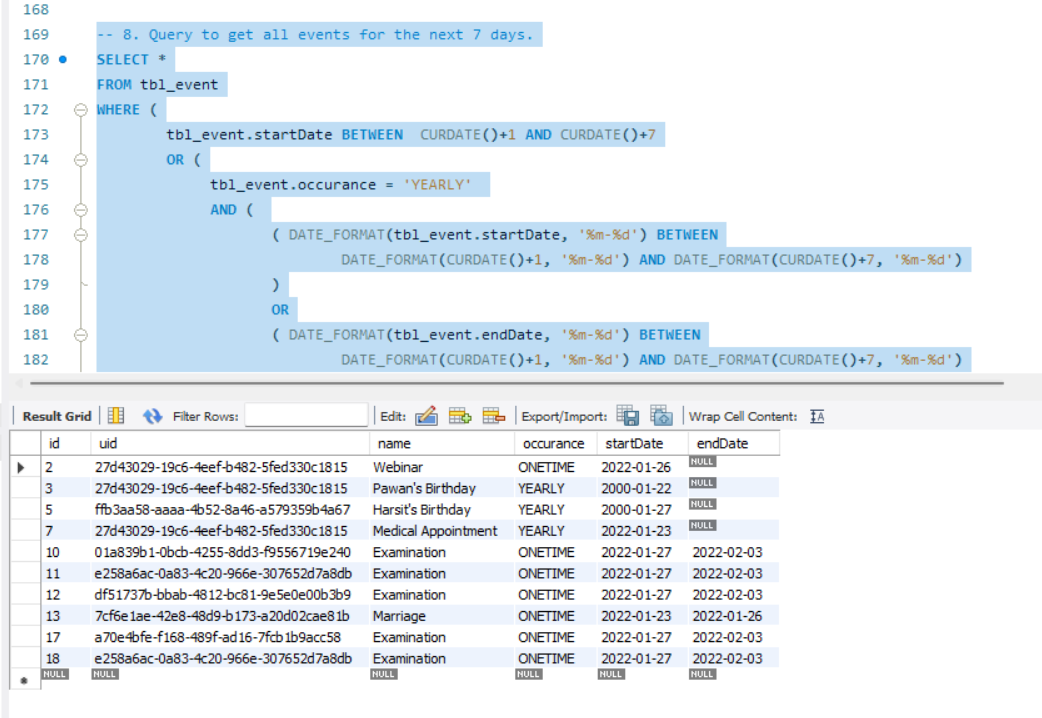 168
169 -- 8. Query to get all events for the next 7 days.
170 SELECT *
171 FROM tbl_event
172 WHERE (
173 tbl_event.startDate BETWEEN  CURDATE()+1 AND CURDATE()+7
174 OR (
175 tbl_event.occurance = 'YEARLY'
176 AND (
177 ( DATE_FORMAT(tbl_event.startDate, '%m-%d') BETWEEN
178 DATE_FORMAT(CURDATE()+1, '%m-%d') AND DATE_FORMAT(CURDATE()+7, '%m-%d')
179 )
180 OR
181 ( DATE_FORMAT(tbl_event.endDate, '%m-%d') BETWEEN
182 DATE_FORMAT(CURDATE()+1, '%m-%d') AND DATE_FORMAT(CURDATE()+7, '%m-%d')
Result Grid Filter Rows: Edit: Export/Import: Wrap Cell Content: IA
id uid name occurance startDate endDate
2 27d43029-19c6-4eef-b482-5fed330c1815 Webinar ONETIME 2022-01-26 NULL
3 27d43029-19c6-4eef-b482-5fed330c1815 Pawan's Birthday YEARLY 2000-01-22 NULL
5 ffb3aa58-aaaa-4b52-8a46-a579359b4a67 Harsit's Birthday YEARLY 2000-01-27 NULL
7 27d43029-19c6-4eef-b482-5fed330c1815 Medical Appointment YEARLY 2022-01-23 NULL
10 01a839b1-0bcb-4255-8dd3-f9556719e240 Examination ONETIME 2022-01-27 2022-02-03
11 e258a6ac-0a83-4c20-966e-307652d7a8db Examination ONETIME 2022-01-27 2022-02-03
12 df51737b-bbab-4812-bc81-9e5e0e00b3b9 Examination ONETIME 2022-01-27 2022-02-03
13 7cf6e1ae-42e8-48d9-b173-a20d02cae81b Marriage ONETIME 2022-01-23 2022-01-26
17 a70e4bfe-f168-489f-ad16-7fcb1b9acc58 Examination ONETIME 2022-01-27 2022-02-03
18 e258a6ac-0a83-4c20-966e-307652d7a8db Examination ONETIME 2022-01-27 2022-02-03
NULL NULL NULL NULL NULL NULL